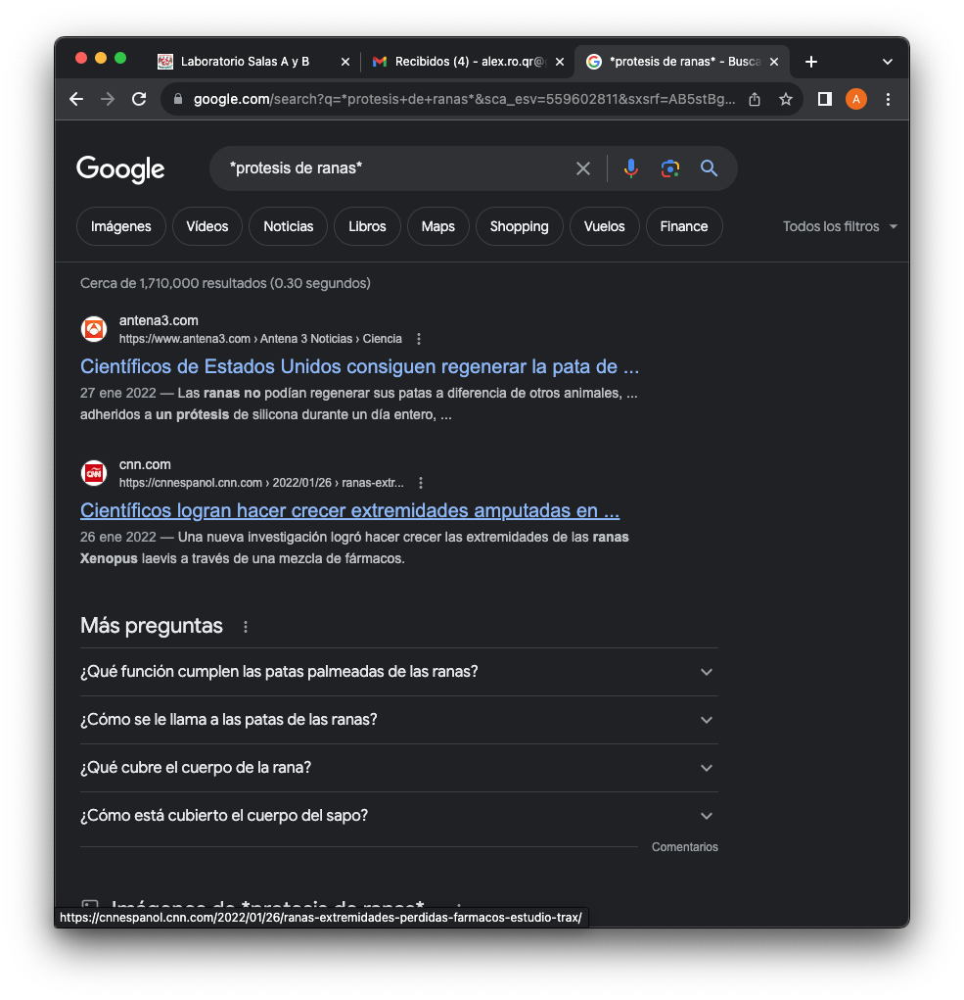 Laboratorio Salas A y B
Recibidos (4) - alex.ro.qr@
*protesis de ranas* - Busca
google.com/search?q=*protesis+de+ranas*&sca_esv=559602811&sxsrf=AB5stBg...
A
Google
*protesis de ranas*
Imágenes
Vídeos
Noticias
Libros
Maps
Shopping
Vuelos
Finance
Todos los filtros
Cerca de 1,710,000 resultados (0.30 segundos)
antena3.com
https://www.antena3.com › Antena 3 Noticias › Ciencia
Científicos de Estados Unidos consiguen regenerar la pata de ...
27 ene 2022 — Las ranas no podían regenerar sus patas a diferencia de otros animales, ...
adheridos a un prótesis de silicona durante un día entero, ...
cnn.com
https://cnnespanol.cnn.com › 2022/01/26 › ranas-extr...
Científicos logran hacer crecer extremidades amputadas en ...
26 ene 2022 — Una nueva investigación logró hacer crecer las extremidades de las ranas
Xenopus laevis a través de una mezcla de fármacos.
Más preguntas
¿Qué función cumplen las patas palmeadas de las ranas?
¿Cómo se le llama a las patas de las ranas?
¿Qué cubre el cuerpo de la rana?
¿Cómo está cubierto el cuerpo del sapo?
Comentarios
Imágenes de *protesis de ranas*
https://cnnespanol.cnn.com/2022/01/26/ranas-extremidades-perdidas-farmacos-estudio-trax/